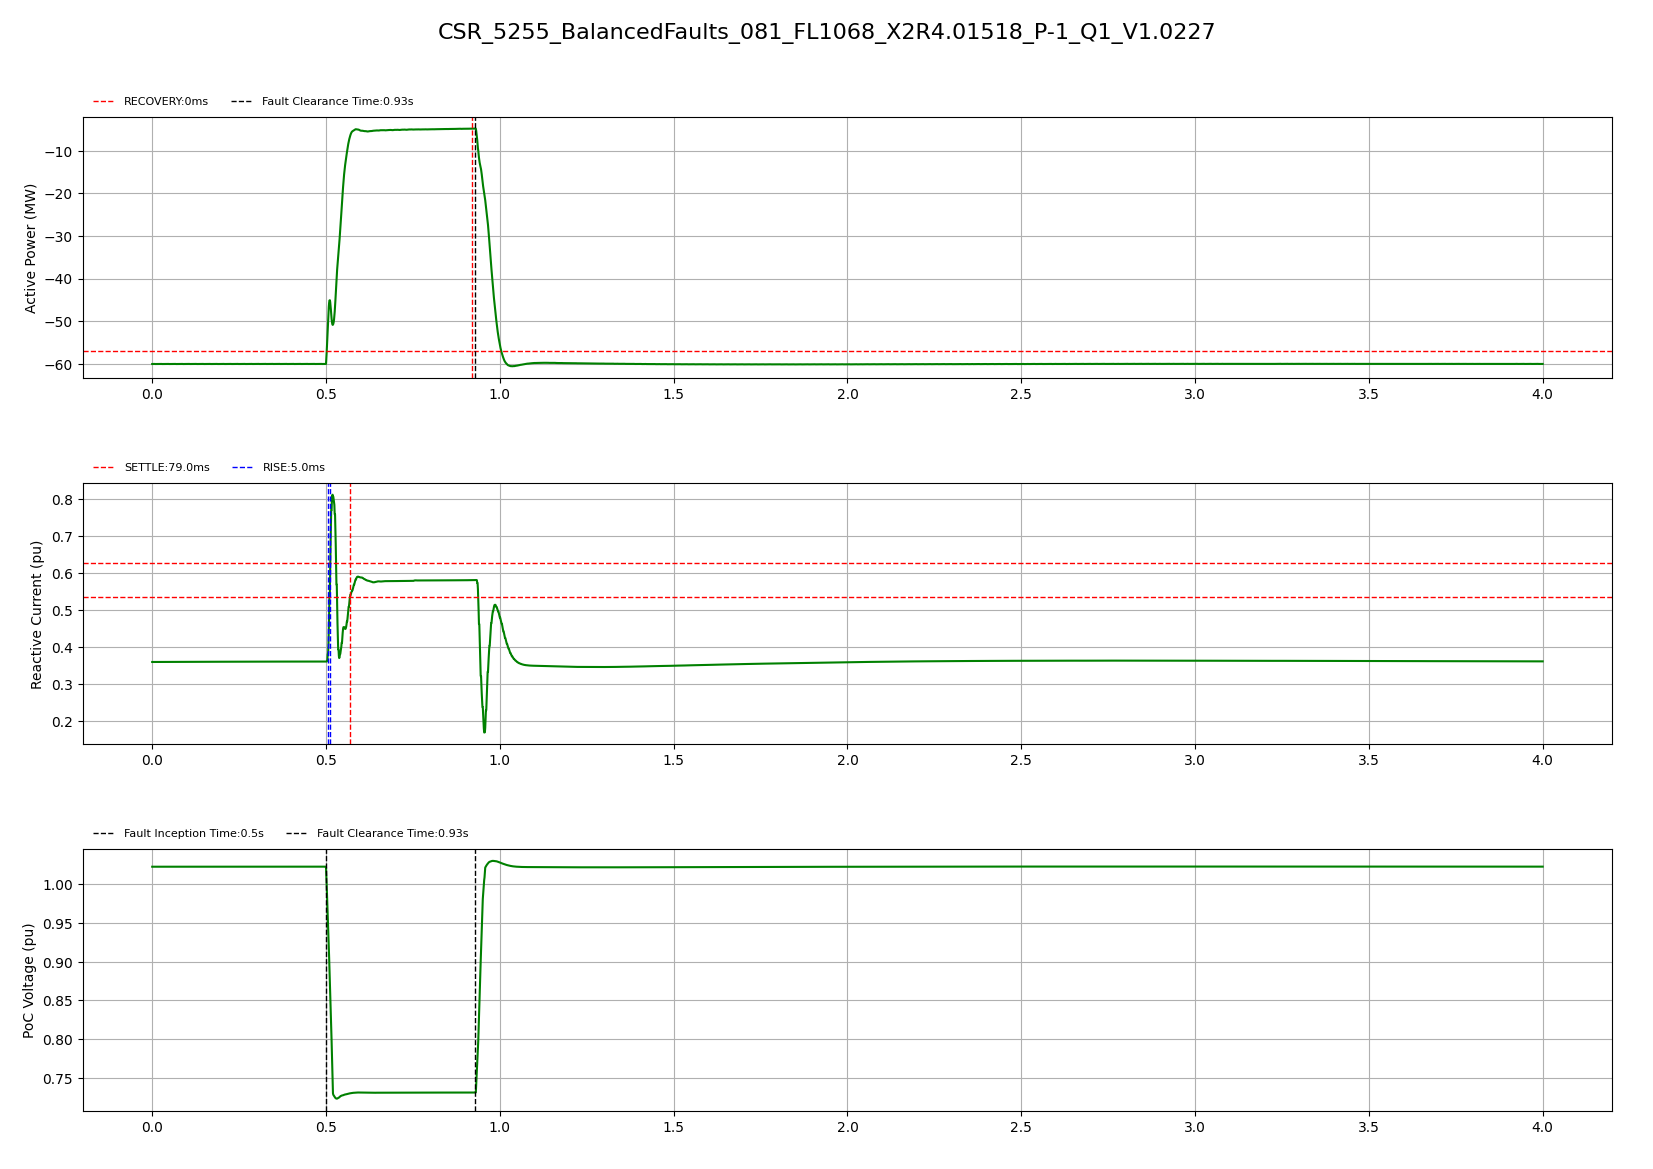 CSR_5255_BalancedFaults_081_FL1068_X2R4.01518_P-1_Q1_V1.0227
RECOVERY:0ms Fault Clearance Time:0.93s
Active Power (MW)
−10
−20
−30
−40
−50
−60
0.0 0.5 1.0 1.5 2.0 2.5 3.0 3.5 4.0
SETTLE:79.0ms RISE:5.0ms
Reactive Current (pu)
0.8
0.7
0.6
0.5
0.4
0.3
0.2
0.0 0.5 1.0 1.5 2.0 2.5 3.0 3.5 4.0
Fault Inception Time:0.5s Fault Clearance Time:0.93s
PoC Voltage (pu)
1.00
0.95
0.90
0.85
0.80
0.75
0.0 0.5 1.0 1.5 2.0 2.5 3.0 3.5 4.0